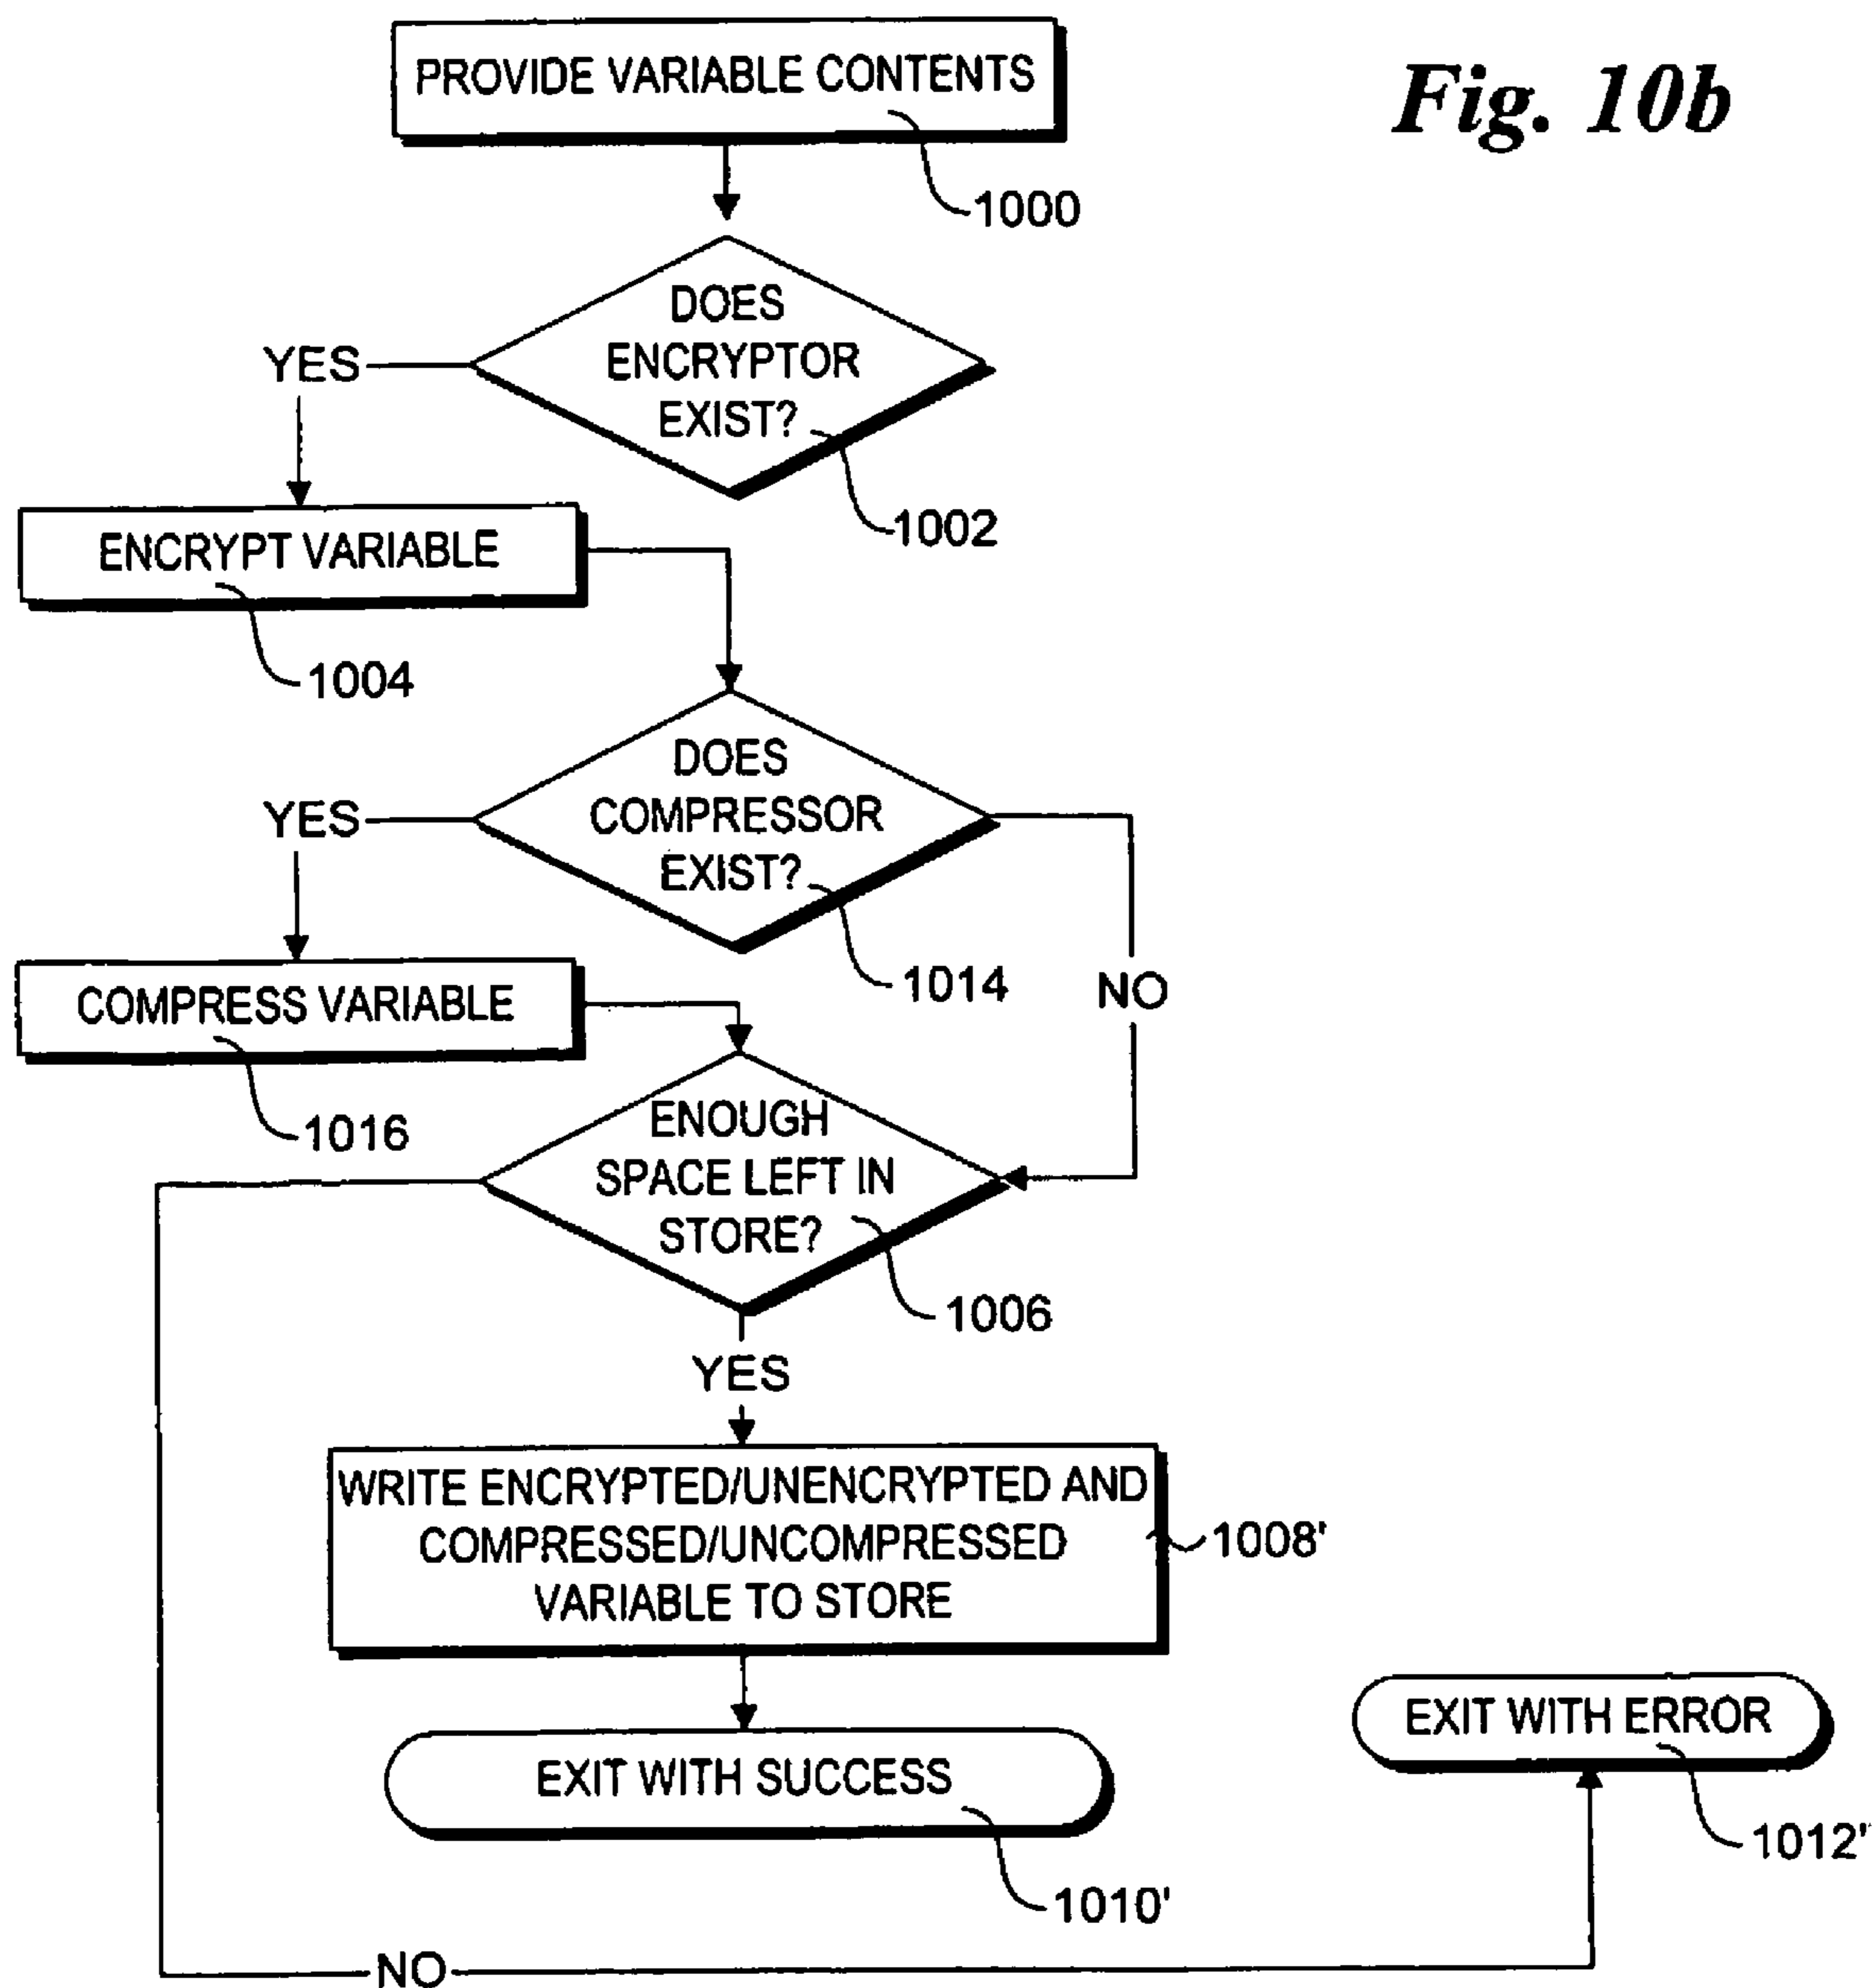 PROVIDE VARIABLE CONTENTS
Fig. 10b
1000
DOES
ENCRYPTOR
EXIST?
YES
1002
ENCRYPT VARIABLE
1004
DOES
COMPRESSOR
EXIST?
YES
1014
NO
COMPRESS VARIABLE
1016
ENOUGH
SPACE LEFT IN
STORE?
1006
YES
WRITE ENCRYPTED/UNENCRYPTED AND
COMPRESSED/UNCOMPRESSED
VARIABLE TO STORE
1008'
EXIT WITH SUCCESS
1010'
EXIT WITH ERROR
1012'
NO